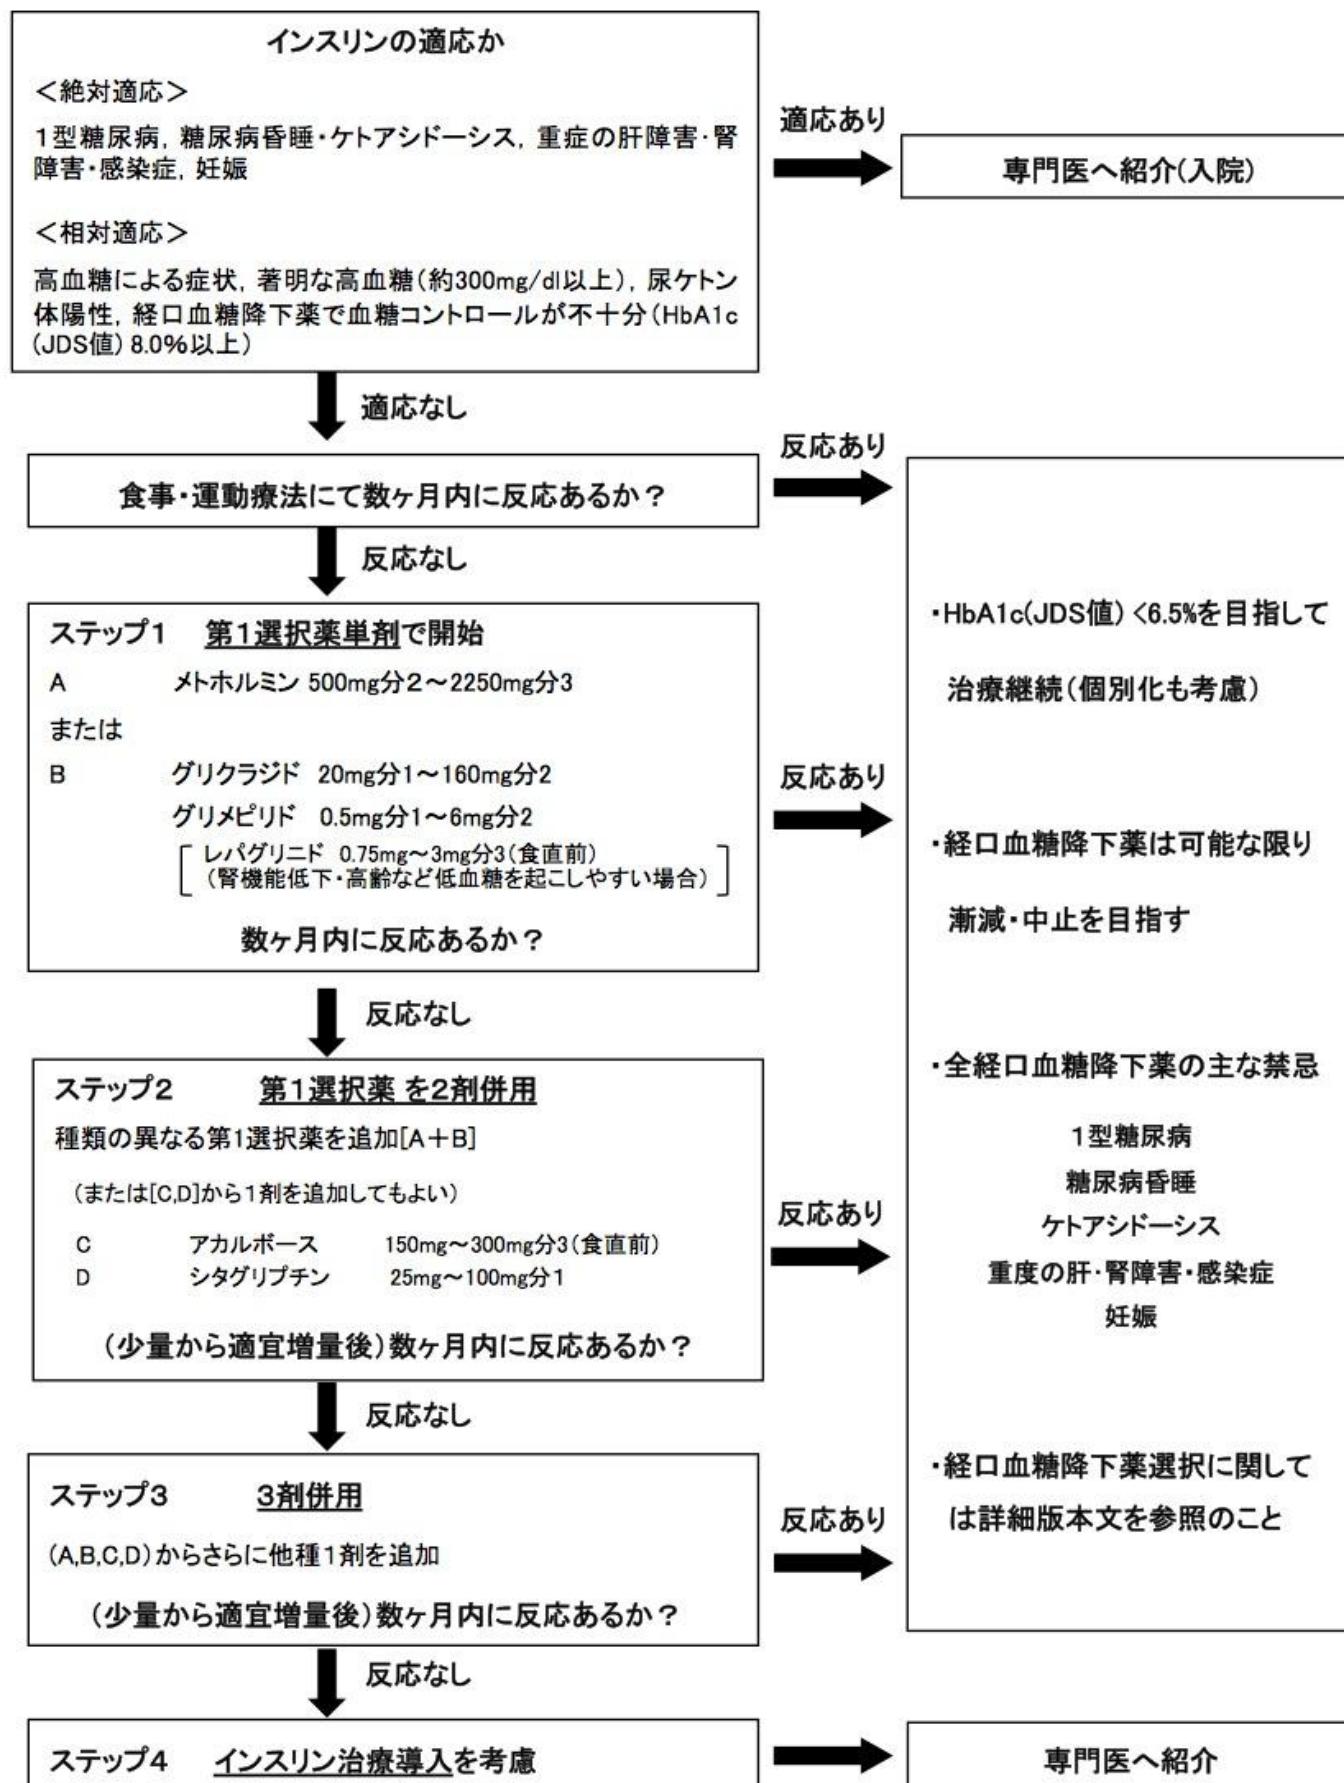 インスリンの適応か
＜絶対適応＞
1型糖尿病, 糖尿病昏睡・ケトアシドーシス, 重症の肝障害・腎
障害・感染症, 妊娠
＜相対適応＞
高血糖による症状, 著明な高血糖(約300mg/dl以上), 尿ケトン
体陽性, 経口血糖降下薬で血糖コントロールが不十分(HbA1c
(JDS値) 8.0%以上)
適応あり
専門医へ紹介(入院)
適応なし
食事・運動療法にて数ヶ月内に反応あるか？
反応あり
反応なし
ステップ1 第1選択薬単剤で開始
A メトホルミン 500mg分2～2250mg分3
または
B グリクラジド 20mg分1～160mg分2
グリメピリド 0.5mg分1～6mg分2
[ レパグリニド 0.75mg～3mg分3(食直前)
(腎機能低下・高齢など低血糖を起こしやすい場合) ]
数ヶ月内に反応あるか？
反応あり
反応なし
ステップ2 第1選択薬 を2剤併用
種類の異なる第1選択薬を追加[A＋B]
(または[C,D]から1剤を追加してもよい)
C アカルボース 150mg～300mg分3(食直前)
D シタグリプチン 25mg～100mg分1
(少量から適宜増量後)数ヶ月内に反応あるか？
反応あり
反応なし
ステップ3 3剤併用
(A,B,C,D)からさらに他種1剤を追加
(少量から適宜増量後)数ヶ月内に反応あるか？
反応あり
反応なし
ステップ4 インスリン治療導入を考慮
専門医へ紹介
・HbA1c(JDS値) <6.5%を目指して
治療継続(個別化も考慮)
・経口血糖降下薬は可能な限り
漸減・中止を目指す
・全経口血糖降下薬の主な禁忌
1型糖尿病
糖尿病昏睡
ケトアシドーシス
重度の肝・腎障害・感染症
妊娠
・経口血糖降下薬選択に関して
は詳細版本文を参照のこと